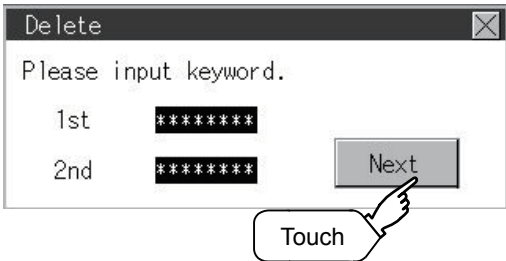 Delete
Please input keyword.
1st ********
2nd ********
Next
Touch